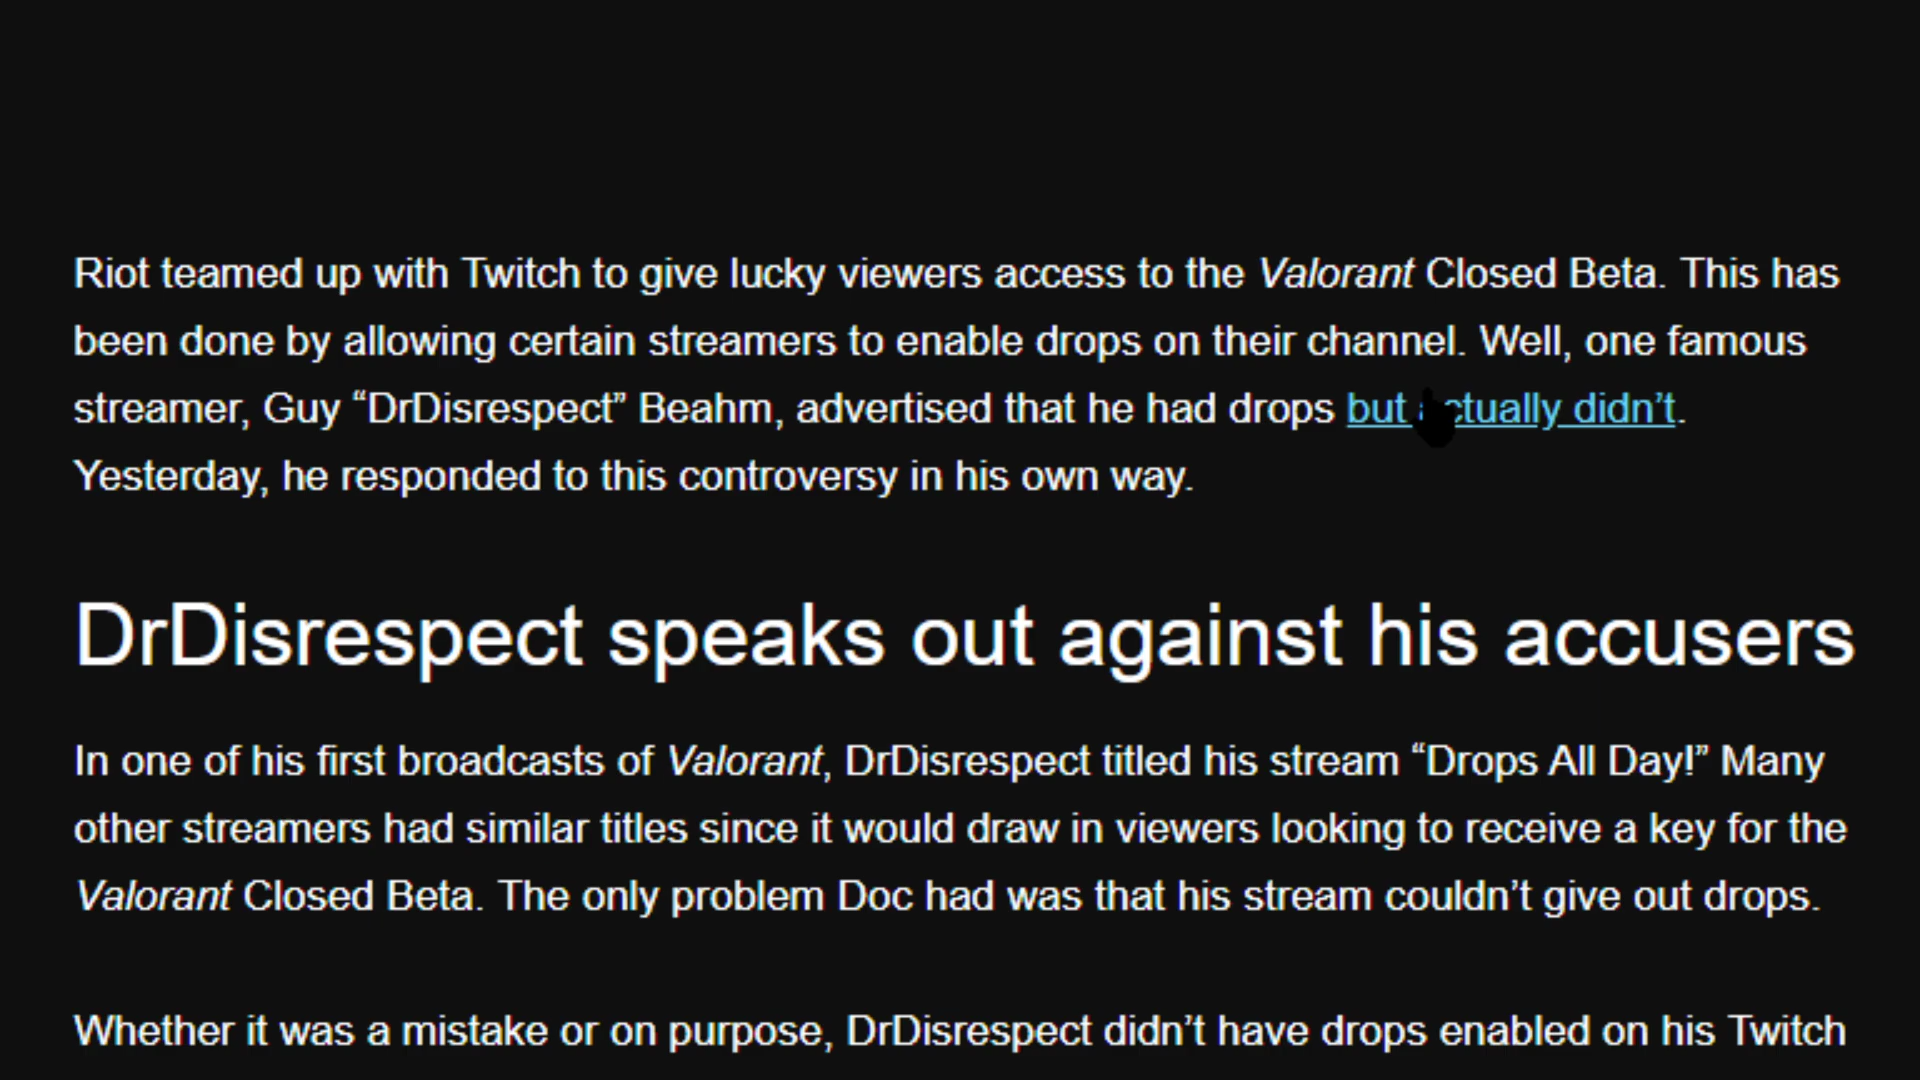 Riot teamed up with Twitch to give lucky viewers access to the Valorant Closed Beta. This has
been done by allowing certain streamers to enable drops on their channel. Well, one famous
streamer, Guy “DrDisrespect” Beahm, advertised that he had drops but actually didn’t.
Yesterday, he responded to this controversy in his own way.
DrDisrespect speaks out against his accusers
In one of his first broadcasts of Valorant, DrDisrespect titled his stream “Drops All Day!” Many
other streamers had similar titles since it would draw in viewers looking to receive a key for the
Valorant Closed Beta. The only problem Doc had was that his stream couldn’t give out drops.
Whether it was a mistake or on purpose, DrDisrespect didn’t have drops enabled on his Twitch